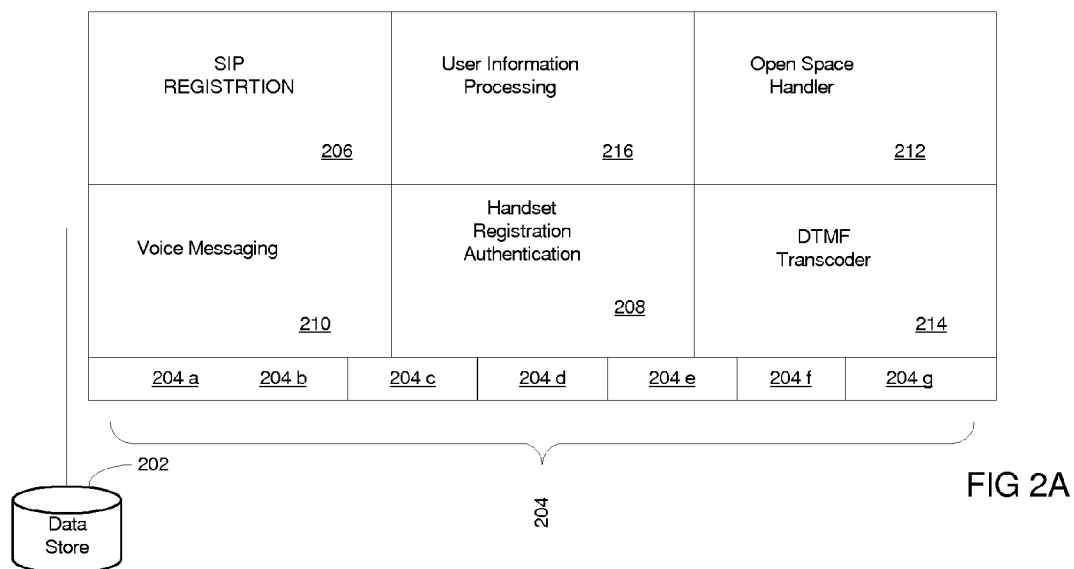 SIP
REGISTRTION
206
User Information
Processing
216
Open Space
Handler
212
Voice Messaging
210
Handset
Registration
Authentication
208
DTMF
Transcoder
214
204 a 204 b 204 c 204 d 204 e 204 f 204 g
202
204
FIG 2A
Data
Store